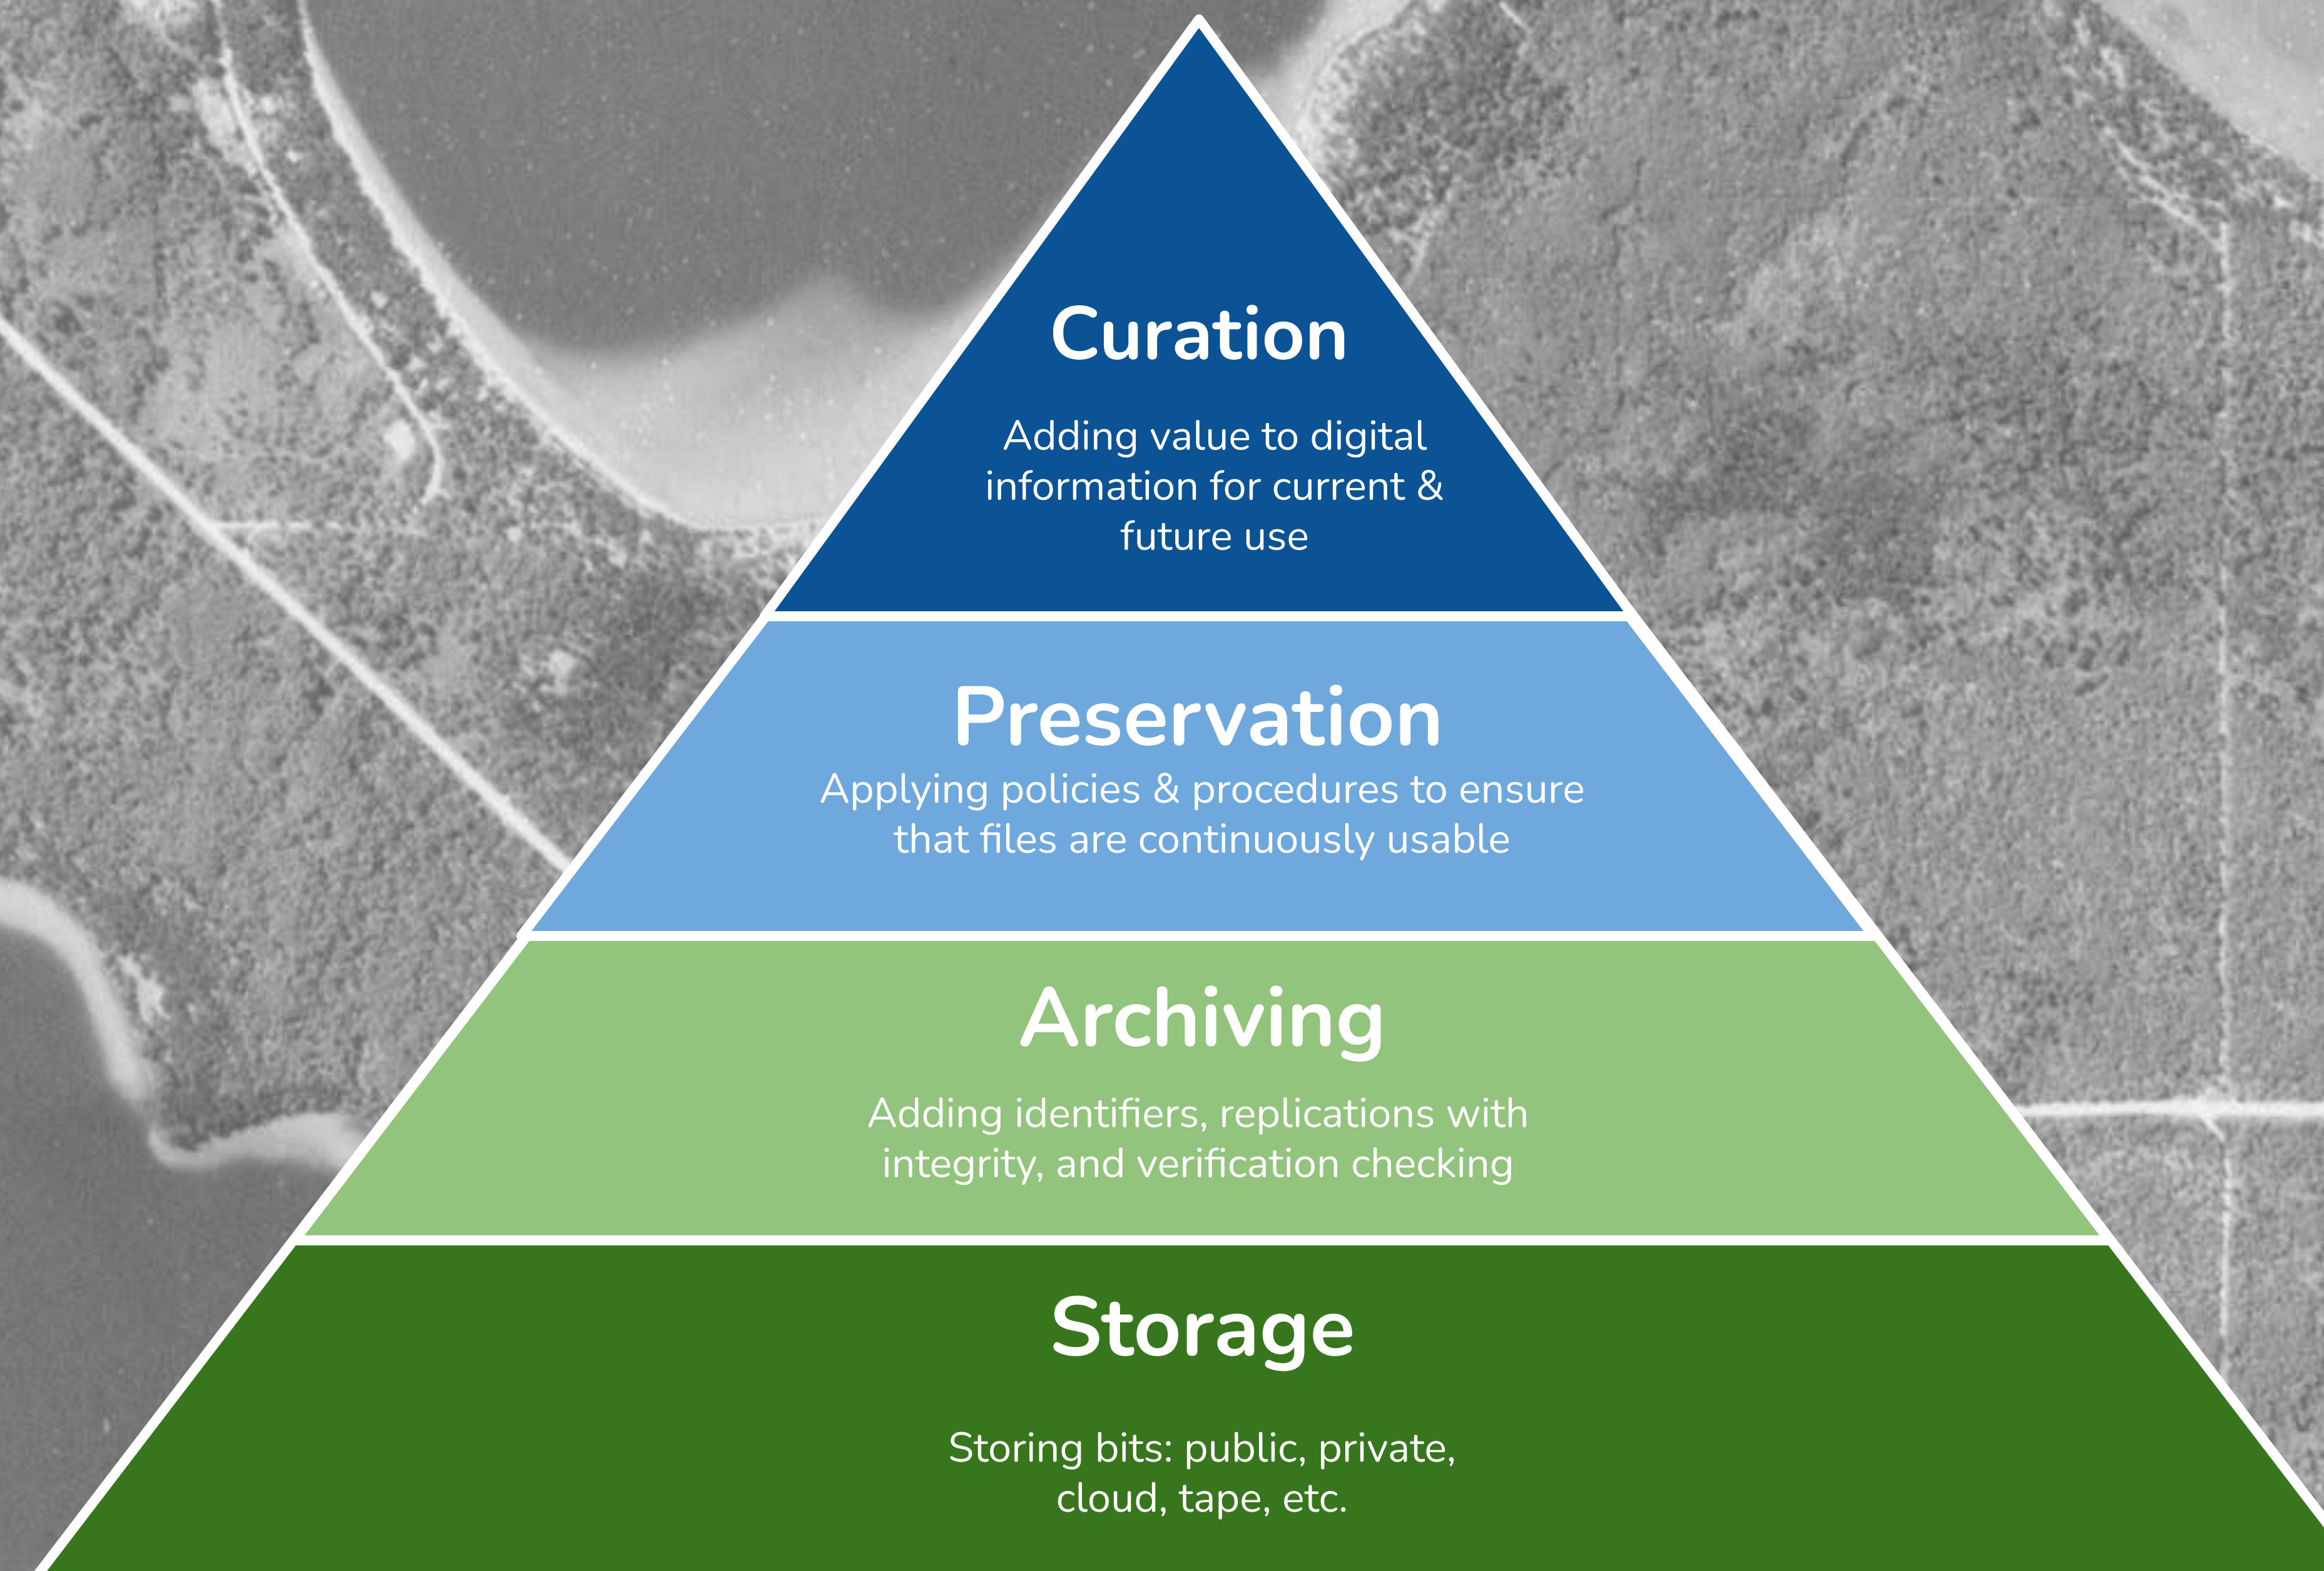 Curation
Adding value to digital
information for current &
future use
Preservation
Applying policies & procedures to ensure
that files are continuously usable
Archiving
Adding identifiers, replications with
integrity, and verification checking
Storage
Storing bits: public, private,
cloud, tape, etc.